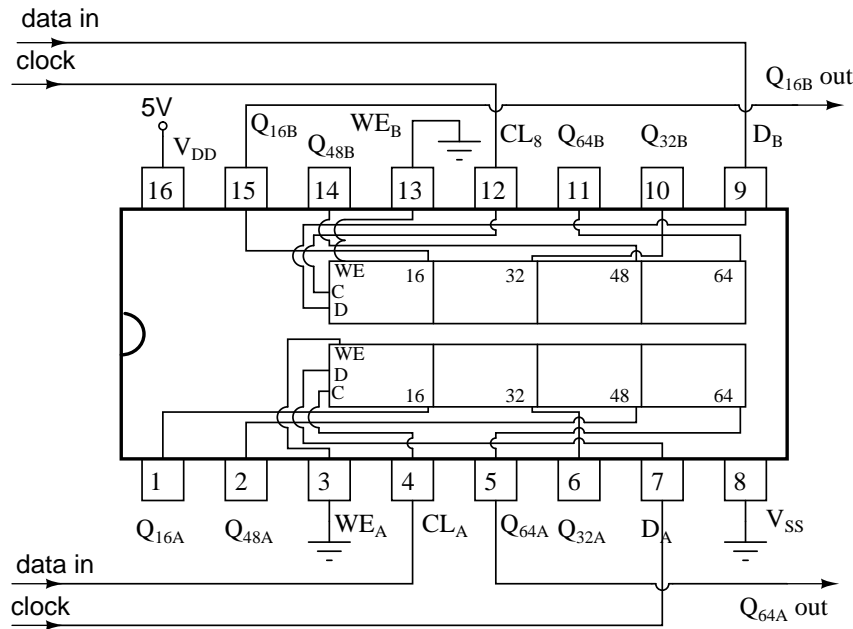 data in
clock
Q16B out
5V
VDD
Q16B
Q48B
WEB
CL8
Q64B
Q32B
DB
16 15 14 13 12 11 10 9
WE 16 32 48 64
C
D
WE
D
C 16 32 48 64
1 2 3 4 5 6 7 8
Q16A Q48A WEA CLA Q64A Q32A DA VSS
data in
clock
Q64A out